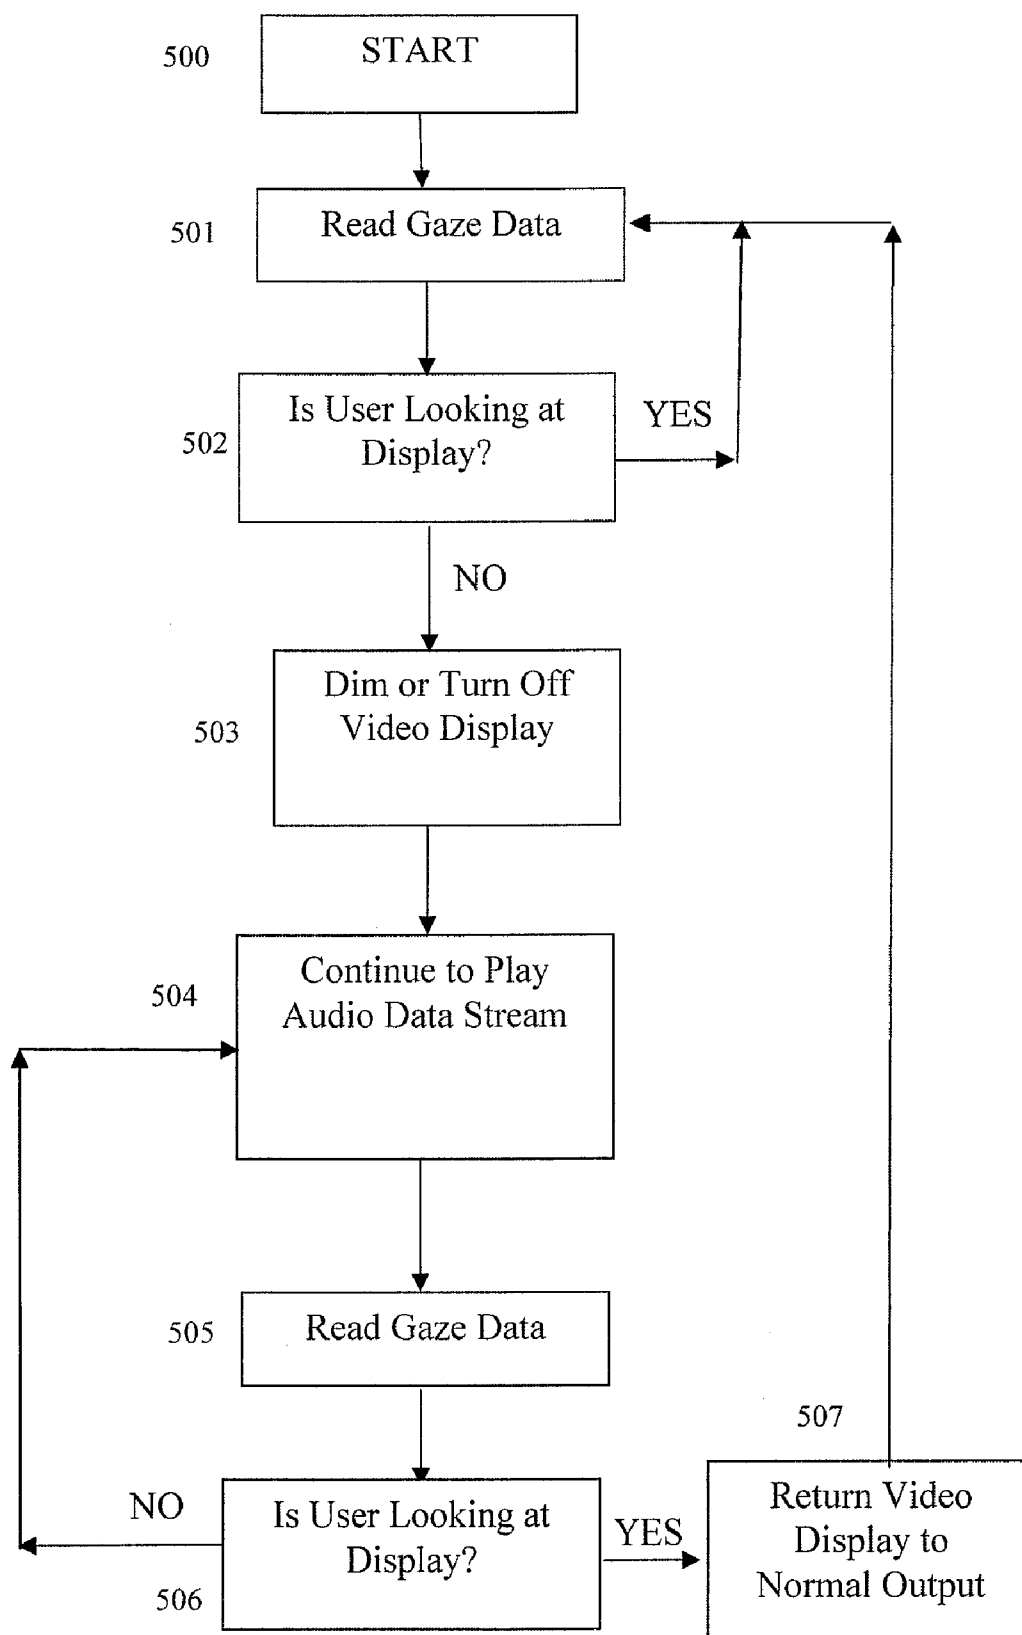 500
START
501
Read Gaze Data
502
Is User Looking at
Display?
YES
NO
503
Dim or Turn Off
Video Display
504
Continue to Play
Audio Data Stream
505
Read Gaze Data
506
Is User Looking at
Display?
NO
YES
507
Return Video
Display to
Normal Output